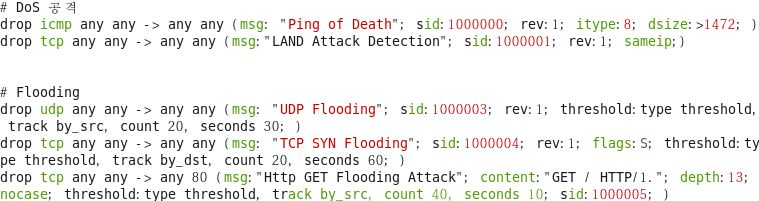 # DoS 공격
drop icmp any any -> any any (msg: "Ping of Death"; sid:1000000; rev:1; itype:8; dsize:>1472; )
drop tcp any any -> any any (msg:"LAND Attack Detection"; sid:1000001; rev:1; sameip;)
# Flooding
drop udp any any -> any any (msg: "UDP Flooding"; sid:1000003; rev:1; threshold:type threshold,
track by_src, count 20, seconds 30; )
drop tcp any any -> any any (msg: "TCP SYN Flooding"; sid:1000004; rev:1; flags:S; threshold:ty
pe threshold, track by_dst, count 20, seconds 60; )
drop tcp any any -> any 80 (msg:"Http GET Flooding Attack"; content:"GET / HTTP/1."; depth:13;
nocase; threshold:type threshold, track by_src, count 40, seconds 10; sid:1000005; )